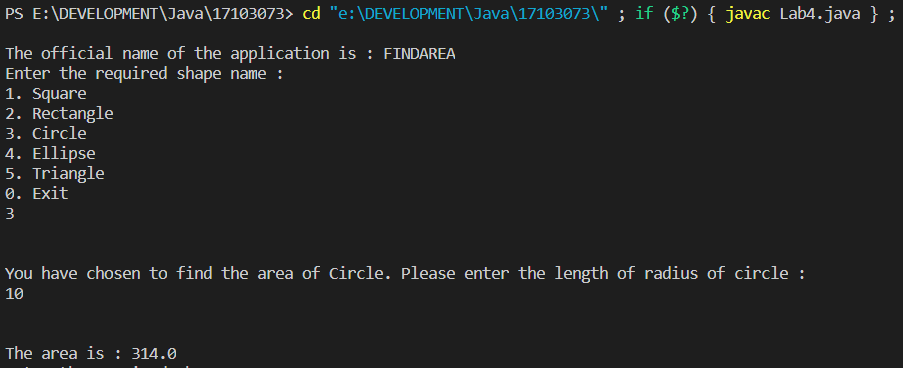 PS E:\DEVELOPMENT\Java\17103073> cd "e:\DEVELOPMENT\Java\17103073\" ; if ($?) { javac Lab4.java } ;
The official name of the application is : FINDAREA
Enter the required shape name :
1. Square
2. Rectangle
3. Circle
4. Ellipse
5. Triangle
0. Exit
3
You have chosen to find the area of Circle. Please enter the length of radius of circle :
10
The area is : 314.0